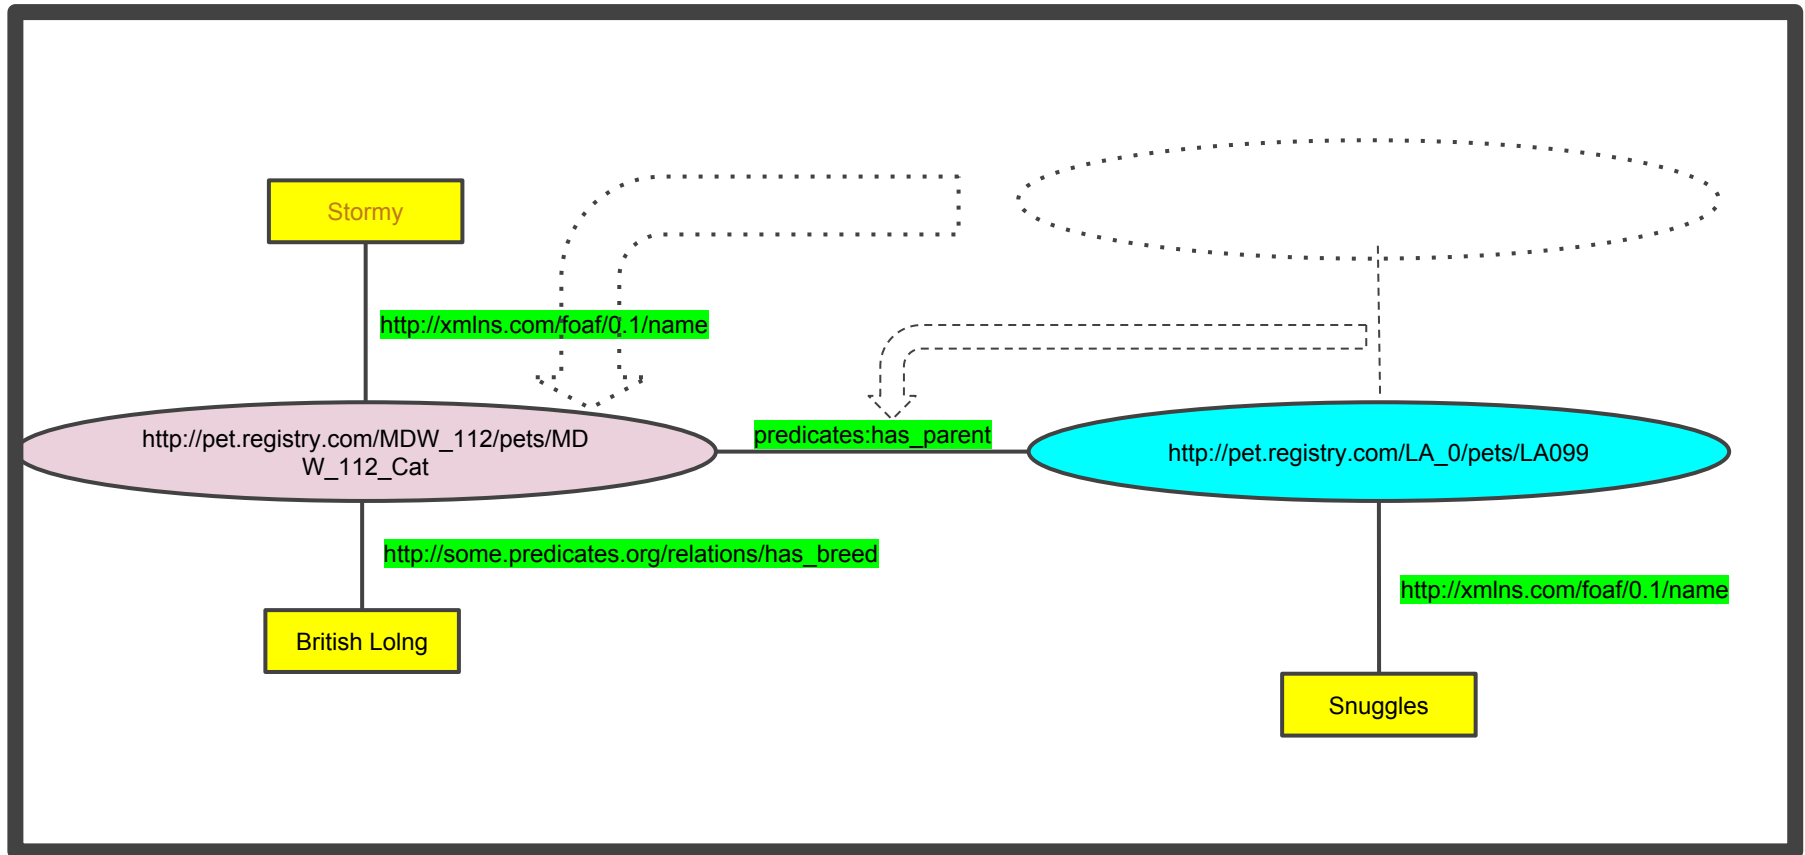 Stormy
http://xmlns.com/foaf/0.1/name
http://pet.registry.com/MDW_112/pets/MD
W_112_Cat
predicates:has_parent
http://pet.registry.com/LA_0/pets/LA099
http://some.predicates.org/relations/has_breed
http://xmlns.com/foaf/0.1/name
British Lolng
Snuggles